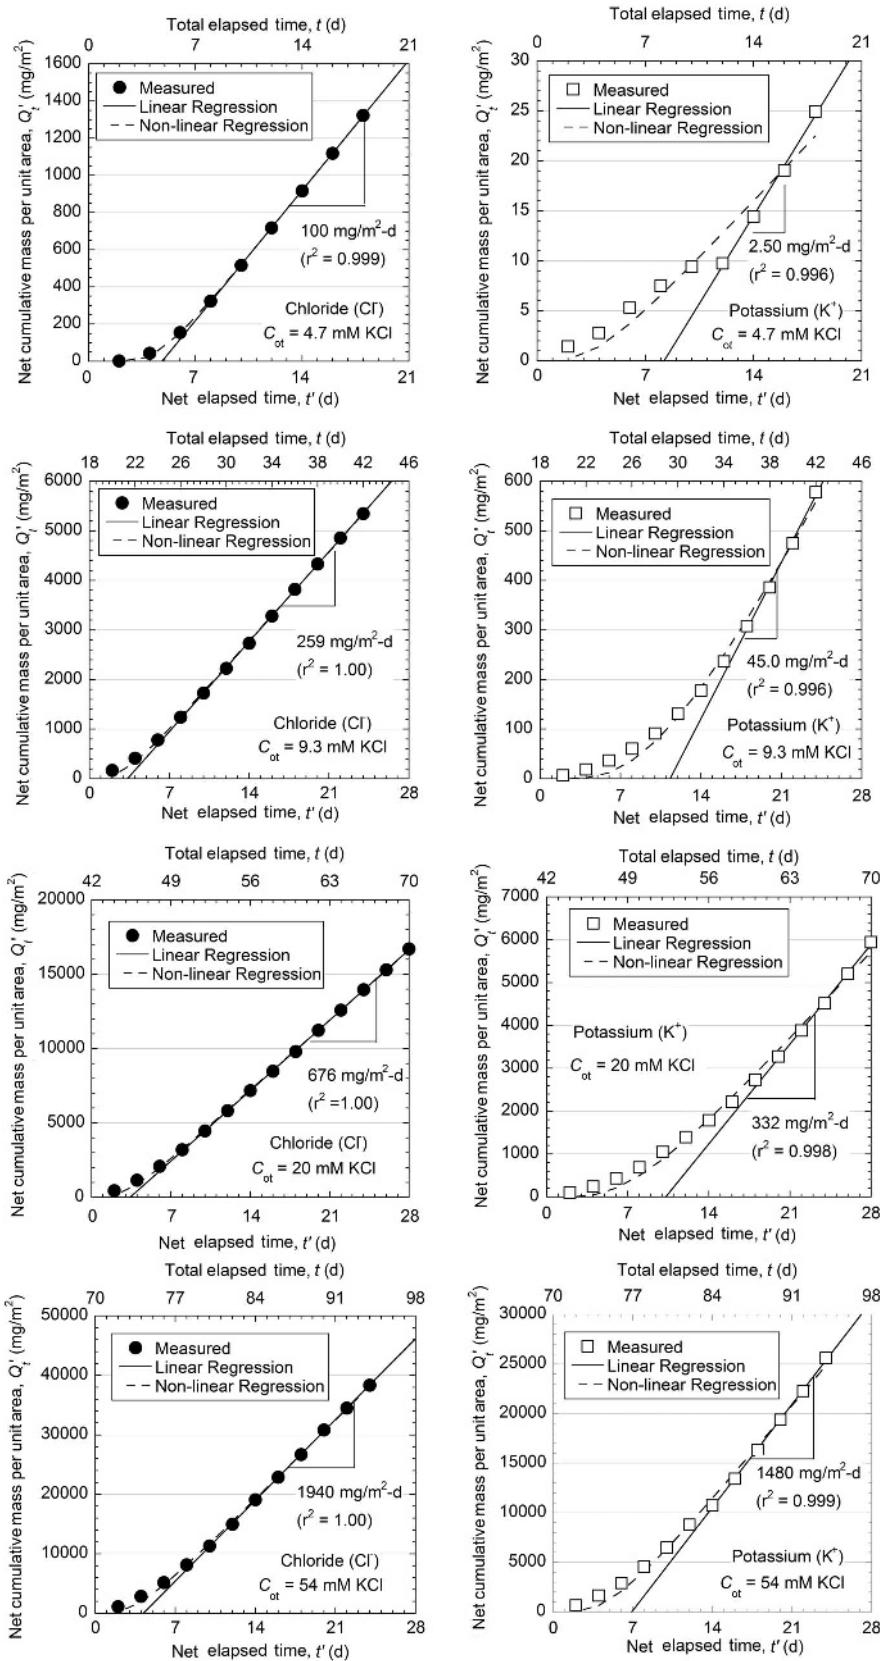 Total elapsed time, t (d)
0 7 14 21
Net cumulative mass per unit area, Qt' (mg/m²)
1600
1400
1200
1000
800
600
400
200
0
Measured
Linear Regression
Non-linear Regression
100 mg/m²-d
(r² = 0.999)
Chloride (Cl⁻)
Cot = 4.7 mM KCl
0 7 14 21
Net elapsed time, t' (d)
Total elapsed time, t (d)
0 7 14 21
Net cumulative mass per unit area, Qt' (mg/m²)
30
25
20
15
10
5
0
Measured
Linear Regression
Non-linear Regression
2.50 mg/m²-d
(r² = 0.996)
Potassium (K⁺)
Cot = 4.7 mM KCl
0 7 14 21
Net elapsed time, t' (d)
Total elapsed time, t (d)
18 22 26 30 34 38 42 46
Net cumulative mass per unit area, Qt' (mg/m²)
6000
5000
4000
3000
2000
1000
0
Measured
Linear Regression
Non-linear Regression
259 mg/m²-d
(r² = 1.00)
Chloride (Cl⁻)
Cot = 9.3 mM KCl
0 7 14 21 28
Net elapsed time, t' (d)
Total elapsed time, t (d)
18 22 26 30 34 38 42 46
Net cumulative mass per unit area, Qt' (mg/m²)
600
500
400
300
200
100
0
Measured
Linear Regression
Non-linear Regression
45.0 mg/m²-d
(r² = 0.996)
Potassium (K⁺)
Cot = 9.3 mM KCl
0 7 14 21 28
Net elapsed time, t' (d)
Total elapsed time, t (d)
42 49 56 63 70
Net cumulative mass per unit area, Qt' (mg/m²)
20000
15000
10000
5000
0
Measured
Linear Regression
Non-linear Regression
676 mg/m²-d
(r² =1.00)
Chloride (Cl⁻)
Cot = 20 mM KCl
0 7 14 21 28
Net elapsed time, t' (d)
Total elapsed time, t (d)
42 49 56 63 70
Net cumulative mass per unit area, Qt' (mg/m²)
7000
6000
5000
4000
3000
2000
1000
0
Measured
Linear Regression
Non-linear Regression
Potassium (K⁺)
Cot = 20 mM KCl
332 mg/m²-d
(r² = 0.998)
0 7 14 21 28
Net elapsed time, t' (d)
Total elapsed time, t (d)
70 77 84 91 98
Net cumulative mass per unit area, Qt' (mg/m²)
50000
40000
30000
20000
10000
0
Measured
Linear Regression
Non-linear Regression
1940 mg/m²-d
(r² = 1.00)
Chloride (Cl⁻)
Cot = 54 mM KCl
0 7 14 21 28
Net elapsed time, t' (d)
Total elapsed time, t (d)
70 77 84 91 98
Net cumulative mass per unit area, Qt' (mg/m²)
30000
25000
20000
15000
10000
5000
0
Measured
Linear Regression
Non-linear Regression
1480 mg/m²-d
(r² = 0.999)
Potassium (K⁺)
Cot = 54 mM KCl
0 7 14 21 28
Net elapsed time, t' (d)